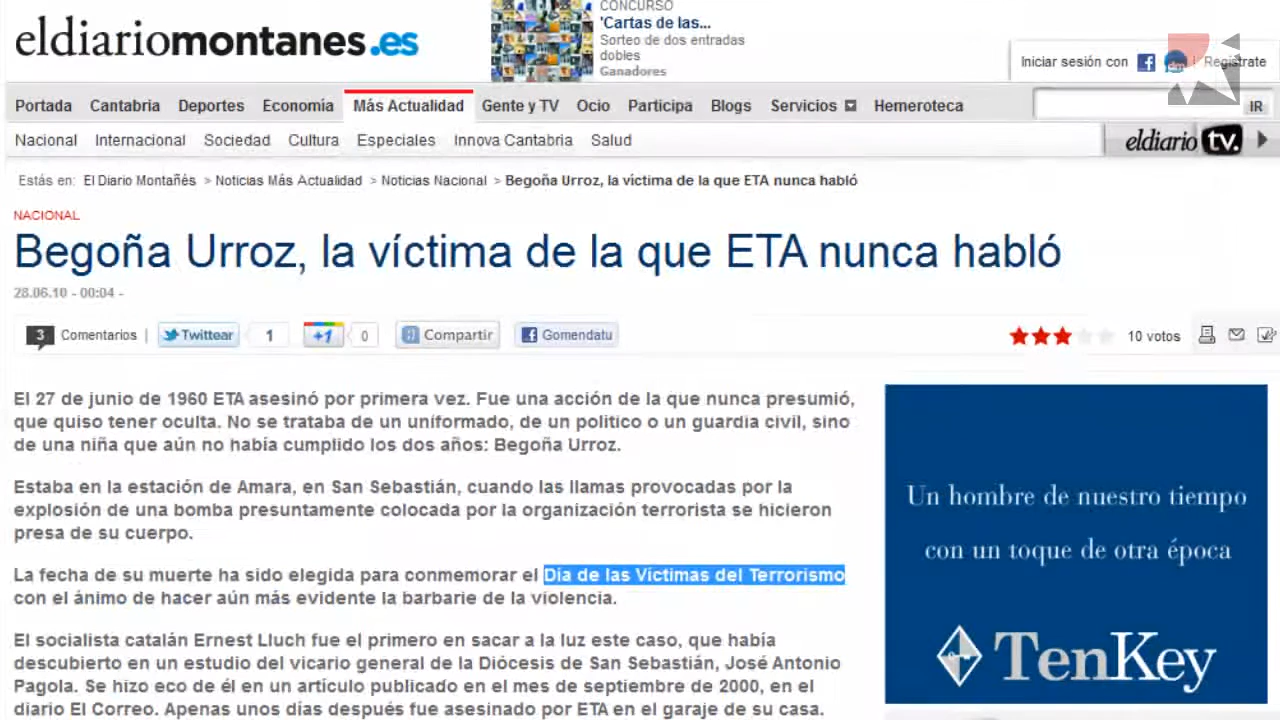 eldiariomontanes.es
CONCURSO
'Cartas de las...
Sorteo de dos entradas
dobles
Ganadores
Iniciar sesión con | Regístrate
Portada Cantabria Deportes Economía Más Actualidad Gente y TV Ocio Participa Blogs Servicios Hemeroteca IR
Nacional Internacional Sociedad Cultura Especiales Innova Cantabria Salud eldiario tv.
Estás en: El Diario Montañés > Noticias Más Actualidad > Noticias Nacional > Begoña Urroz, la víctima de la que ETA nunca habló
NACIONAL
Begoña Urroz, la víctima de la que ETA nunca habló
28.06.10 - 00:04 -
3 Comentarios | Twittear 1 +1 0 Compartir Gomendatu 10 votos
El 27 de junio de 1960 ETA asesinó por primera vez. Fue una acción de la que nunca presumió,
que quiso tener oculta. No se trataba de un uniformado, de un político o un guardia civil, sino
de una niña que aún no había cumplido los dos años: Begoña Urroz.
Estaba en la estación de Amara, en San Sebastián, cuando las llamas provocadas por la
explosión de una bomba presuntamente colocada por la organización terrorista se hicieron
presa de su cuerpo.
La fecha de su muerte ha sido elegida para conmemorar el Día de las Víctimas del Terrorismo
con el ánimo de hacer aún más evidente la barbarie de la violencia.
El socialista catalán Ernest Lluch fue el primero en sacar a la luz este caso, que había
descubierto en un estudio del vicario general de la Diócesis de San Sebastián, José Antonio
Pagola. Se hizo eco de él en un artículo publicado en el mes de septiembre de 2000, en el
diario El Correo. Apenas unos días después fue asesinado por ETA en el garaje de su casa.
Un hombre de nuestro tiempo
con un toque de otra época
TenKey